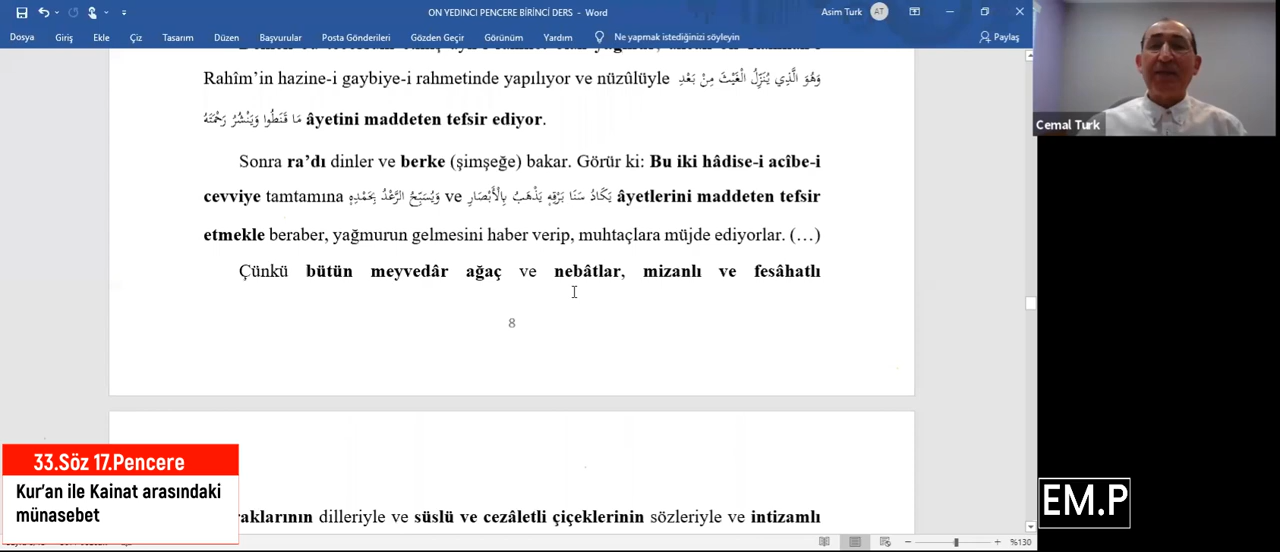 ON YEDINCI PENCERE BİRİNCİ DERS - Word
Asim Turk
AT
Dosya Giriş Ekle Çiz Tasarım Düzen Başvurular Posta Gönderileri Gözden Geçir Görünüm Yardım Ne yapmak istediğinizi söyleyin Paylaş
Rahîm’in hazine-i gaybiye-i rahmetinde yapılıyor ve nüzûlüyle وَهُوَ الَّذِي يُنَزِّلُ الْغَيْثَ مِنْ بَعْدِ
مَا قَنَطُوا وَيَنْشُرُ رَحْمَتَهُ âyetini maddeten tefsir ediyor.
Sonra ra’dı dinler ve berke (şimşeğe) bakar. Görür ki: Bu iki hâdise-i acîbe-i
cevviye tamtamına وَيُسَبِّحُ الرَّعْدُ بِحَمْدِهِ ve يَكَادُ سَنَا بَرْقِهِ يَذْهَبُ بِالْأَبْصَارِ âyetlerini maddeten tefsir
etmekle beraber, yağmurun gelmesini haber verip, muhtaçlara müjde ediyorlar. (…)
Çünkü bütün meyvedâr ağaç ve nebâtlar, mizanlı ve fesâhatlı
8
raklarının dilleriyle ve süslü ve cezâletli çiçeklerinin sözleriyle ve intizamlı
%130
Cemal Turk
33.Söz 17.Pencere
Kur’an ile Kainat arasındaki
münasebet
EM.P